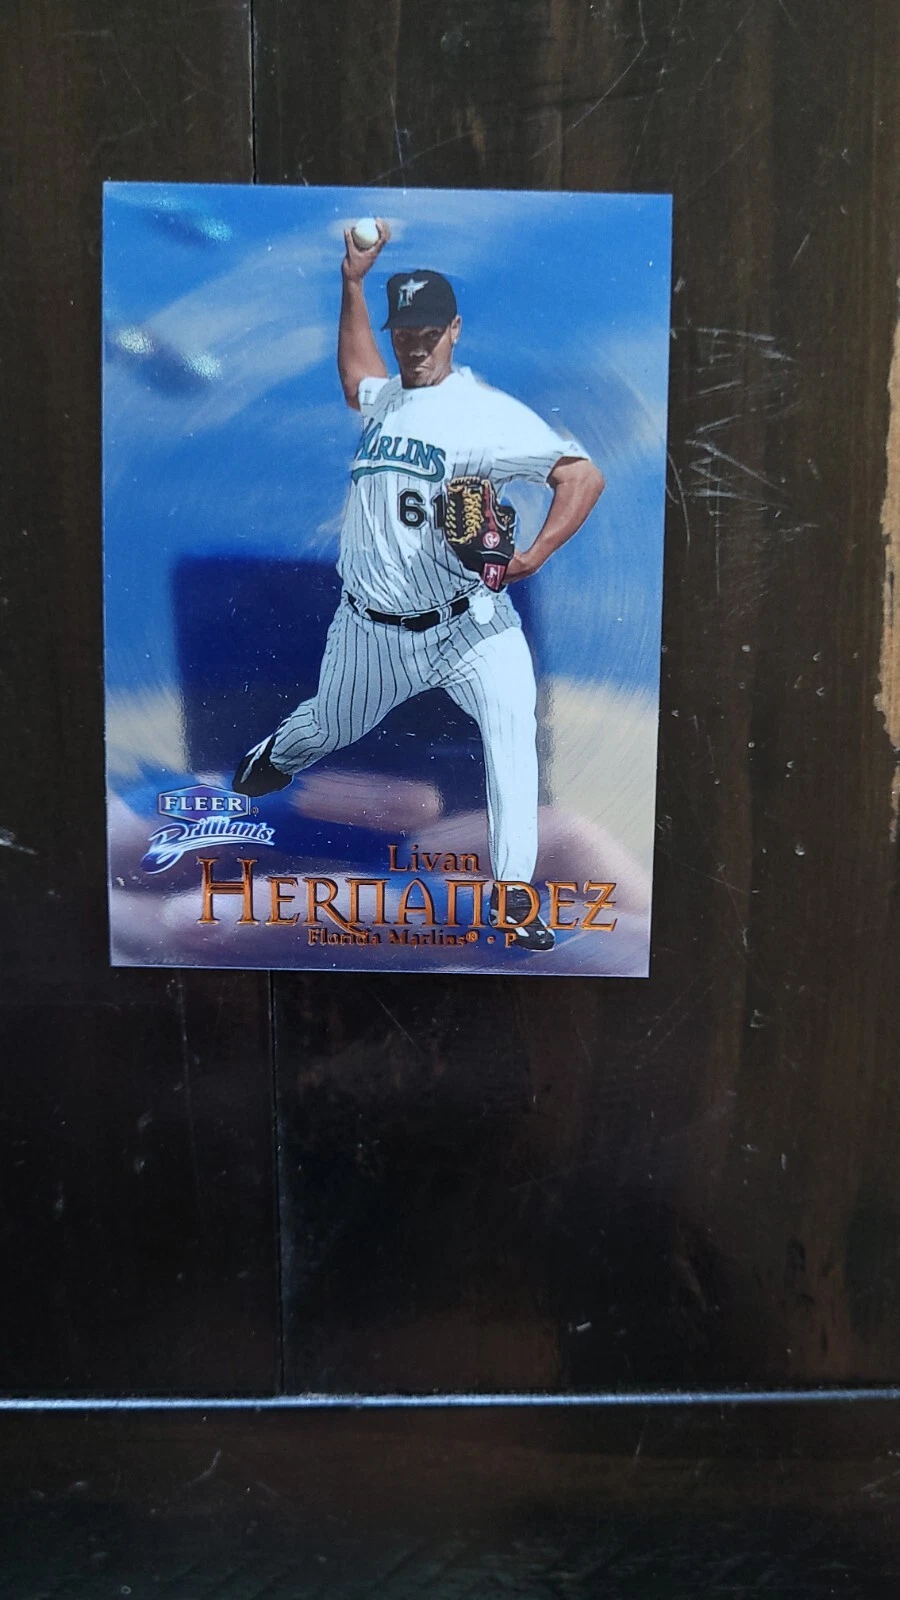 MARLINS
61
FLEER®
Brilliants
Livan
HERNANDEZ
Florida Marlins® • P